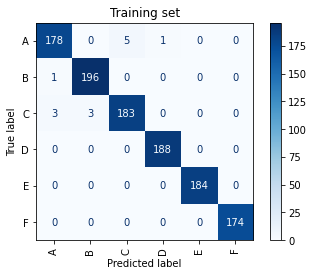 Training set
A 178 0 5 1 0 0
B 1 196 0 0 0 0
C 3 3 183 0 0 0
D 0 0 0 188 0 0
E 0 0 0 0 184 0
F 0 0 0 0 0 174
A B C D E F
True label
Predicted label
175
150
125
100
75
50
25
0